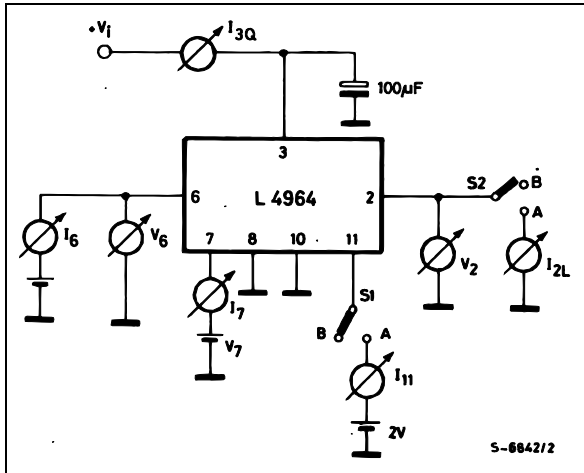 +Vi
I3Q
100µF
3
6
L 4964
2
7
8
10
11
S2
B
A
I6
V6
I7
V7
V2
I2L
S1
B
A
I11
2V
S-6642/2